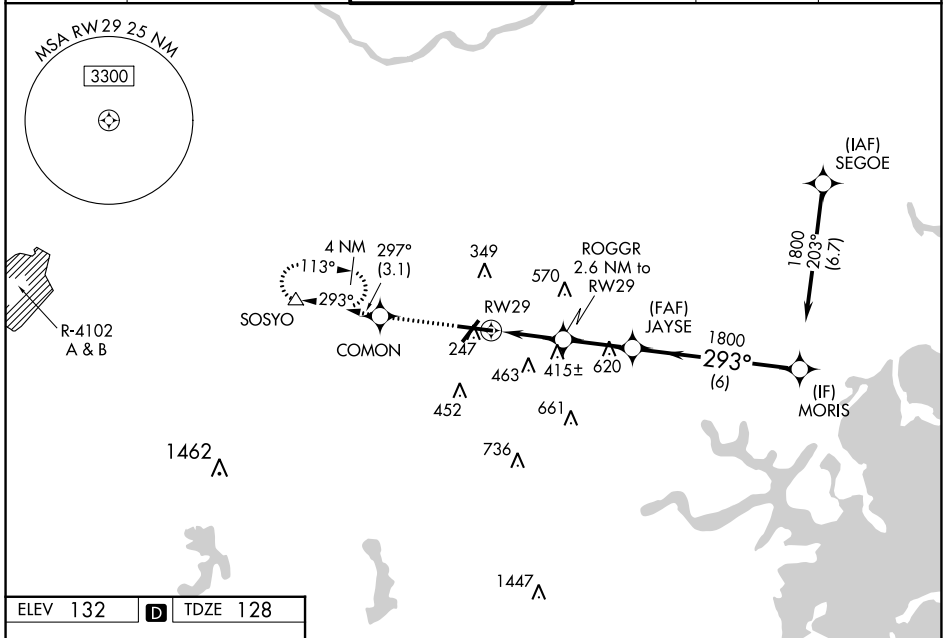 MSA RW29 25 NM
3300
(IAF)
SEGOE
1800
203°
(6.7)
4 NM
297°
(3.1)
113°
293°
349
ROGGR
2.6 NM to
RW29
570
RW29
(FAF)
JAYSE
SOSYO
COMON
R-4102
A & B
247
463
415±
620
1800
293°
(6)
(IF)
MORIS
452
661
1462
736
1447
ELEV 132 D TDZE 128